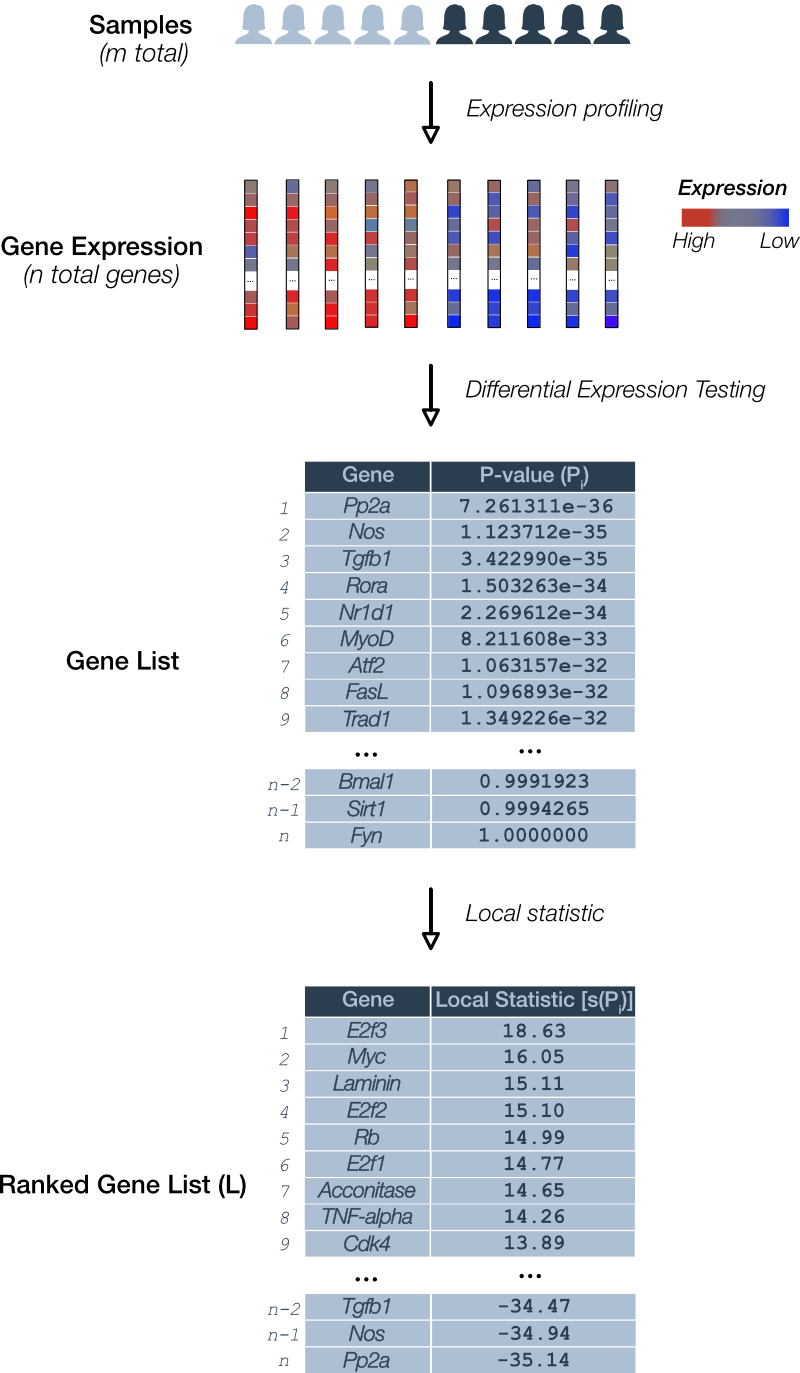 Samples
(m total)
Expression profiling
Expression
High Low
Gene Expression
(n total genes)
... ... ... ... ... ... ... ... ... ...
Differential Expression Testing
Gene P-value (Pi)
1 Pp2a 7.261311e-36
2 Nos 1.123712e-35
3 Tgfb1 3.422990e-35
4 Rora 1.503263e-34
5 Nr1d1 2.269612e-34
6 MyoD 8.211608e-33
Gene List
7 Atf2 1.063157e-32
8 FasL 1.096893e-32
9 Trad1 1.349226e-32
... ...
n-2 Bmal1 0.9991923
n-1 Sirt1 0.9994265
n Fyn 1.0000000
Local statistic
Gene Local Statistic [s(Pi)]
1 E2f3 18.63
2 Myc 16.05
3 Laminin 15.11
4 E2f2 15.10
5 Rb 14.99
6 E2f1 14.77
Ranked Gene List (L)
7 Acconitase 14.65
8 TNF-alpha 14.26
9 Cdk4 13.89
... ...
n-2 Tgfb1 -34.47
n-1 Nos -34.94
n Pp2a -35.14